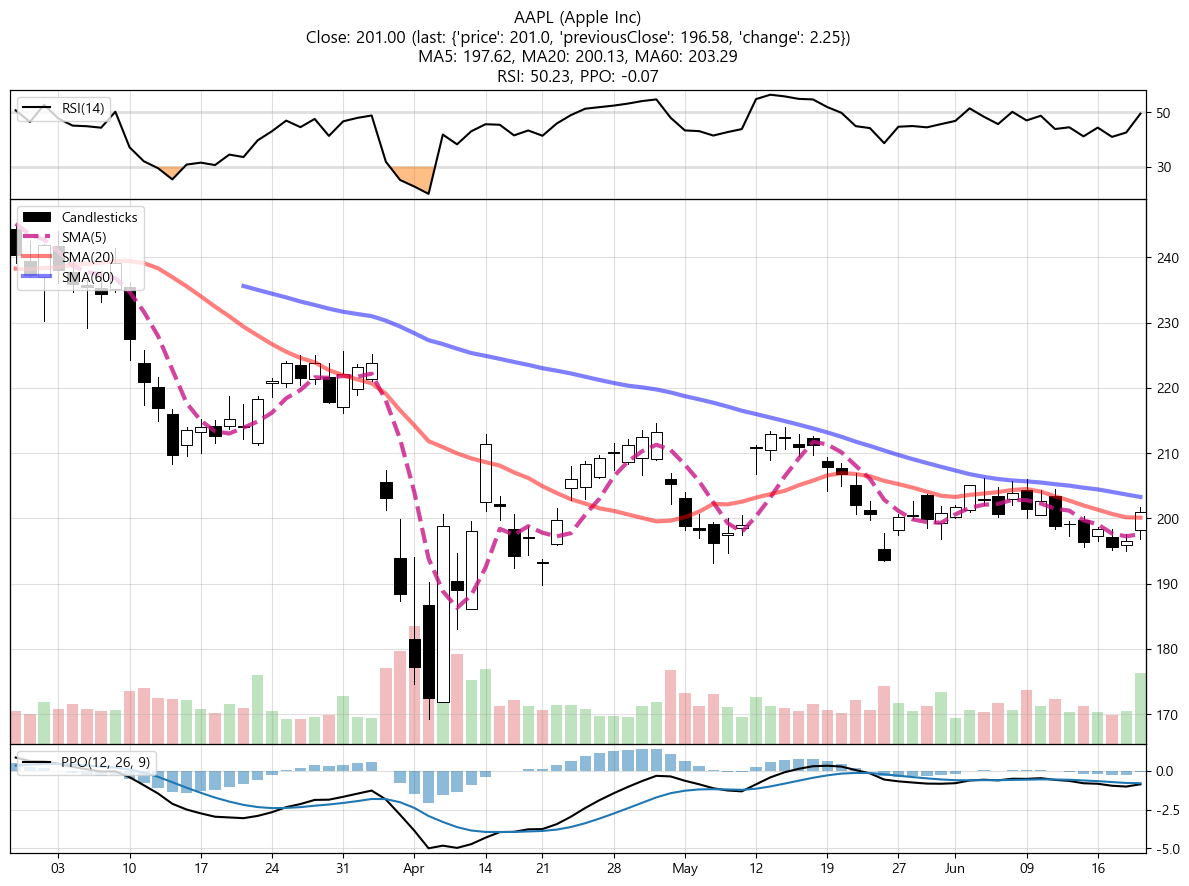 AAPL (Apple Inc)
Close: 201.00 (last: {'price': 201.0, 'previousClose': 196.58, 'change': 2.25})
MA5: 197.62, MA20: 200.13, MA60: 203.29
RSI: 50.23, PPO: -0.07
RSI(14)
50
30
Candlesticks
SMA(5)
SMA(20)
SMA(60)
240
230
220
210
200
190
180
170
PPO(12, 26, 9)
0.0
-2.5
-5.0
03 10 17 24 31 Apr 14 21 28 May 12 19 27 Jun 09 16